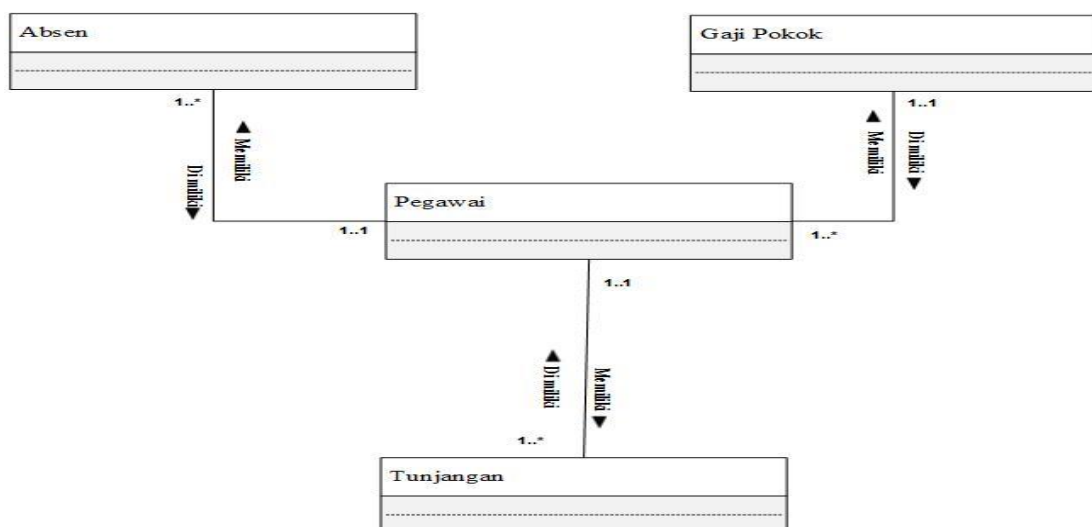 Absen
Gaji Pokok
1..*
1..1
Memiliki
Dimiliki
Memiliki
Dimiliki
Pegawai
1..1
1..*
1..1
Dimiliki
Memiliki
1..*
Tunjangan